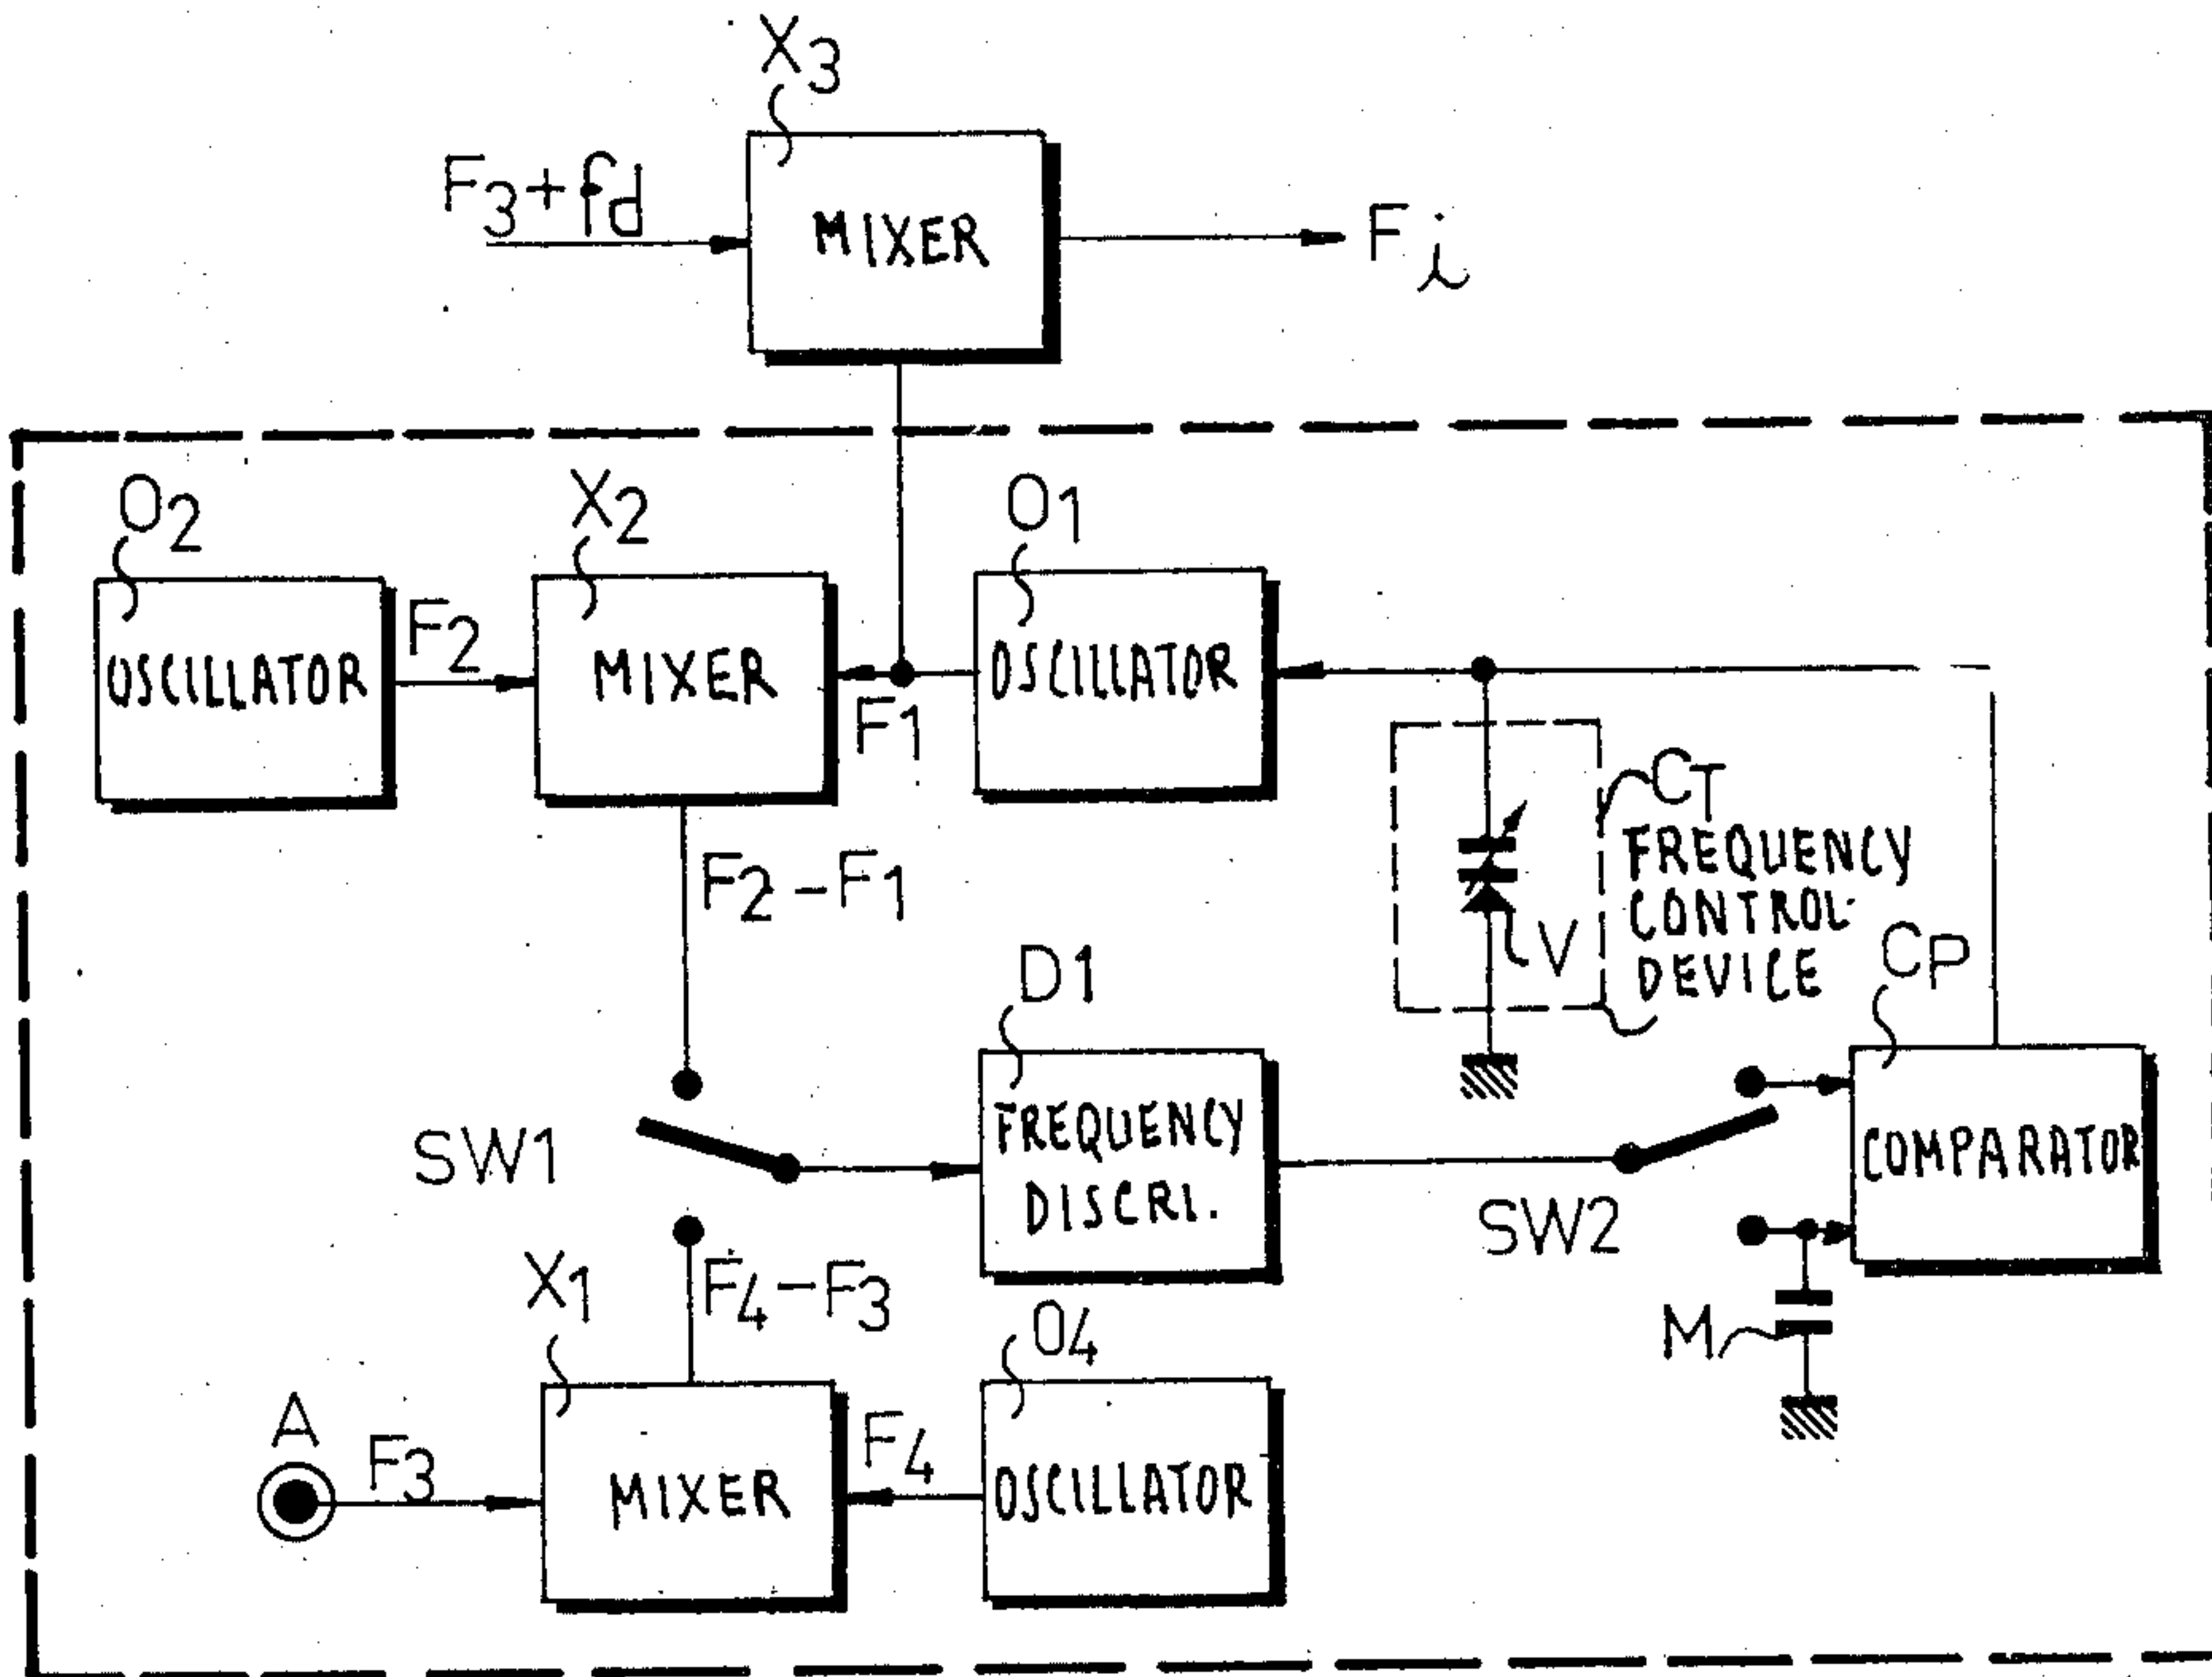 X3
F3+fd
MIXER
Fi
O2
X2
O1
OSCILLATOR
F2
MIXER
F1
OSCILLATOR
CT
FREQUENCY
CONTROL
DEVICE
V
F2-F1
D1
CP
FREQUENCY
DISCRI.
SW1
SW2
COMPARATOR
X1
F4-F3
O4
M
A
F3
MIXER
F4
OSCILLATOR